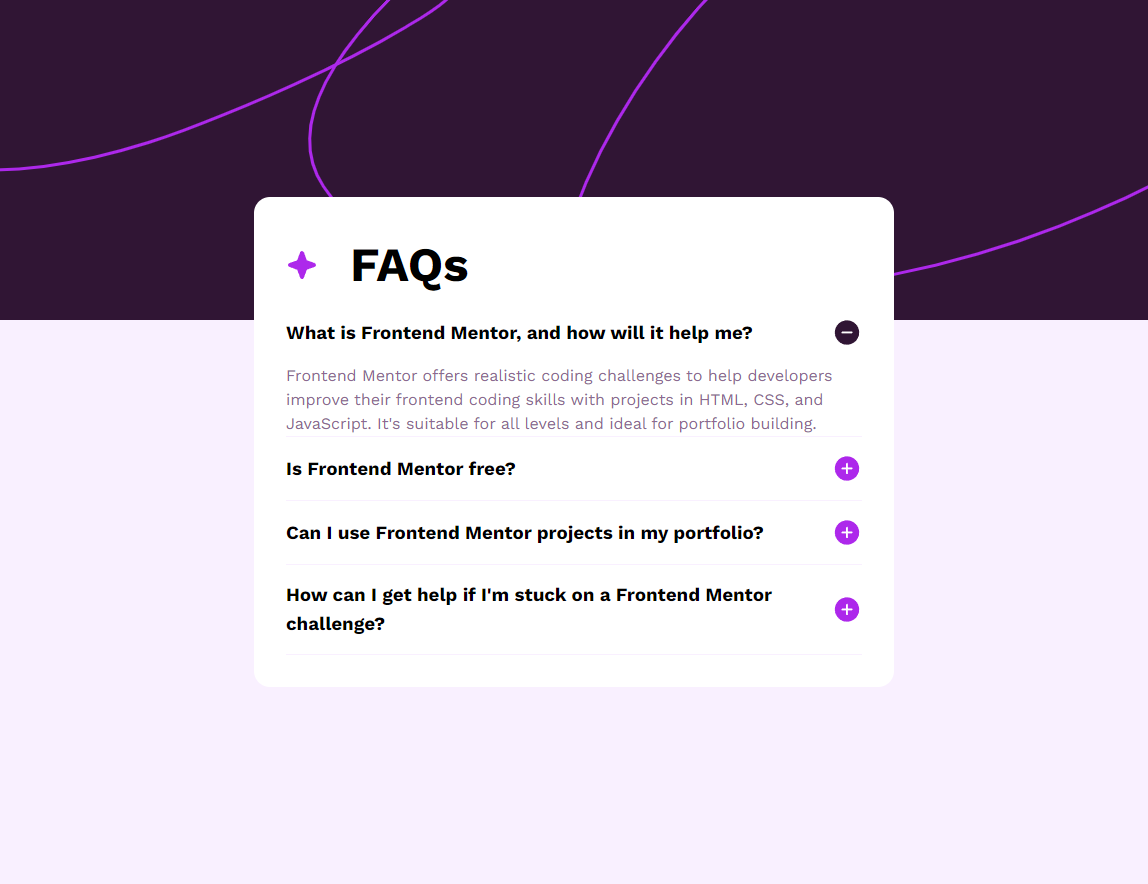 FAQs
What is Frontend Mentor, and how will it help me?
Frontend Mentor offers realistic coding challenges to help developers
improve their frontend coding skills with projects in HTML, CSS, and
JavaScript. It's suitable for all levels and ideal for portfolio building.
Is Frontend Mentor free?
Can I use Frontend Mentor projects in my portfolio?
How can I get help if I'm stuck on a Frontend Mentor
challenge?